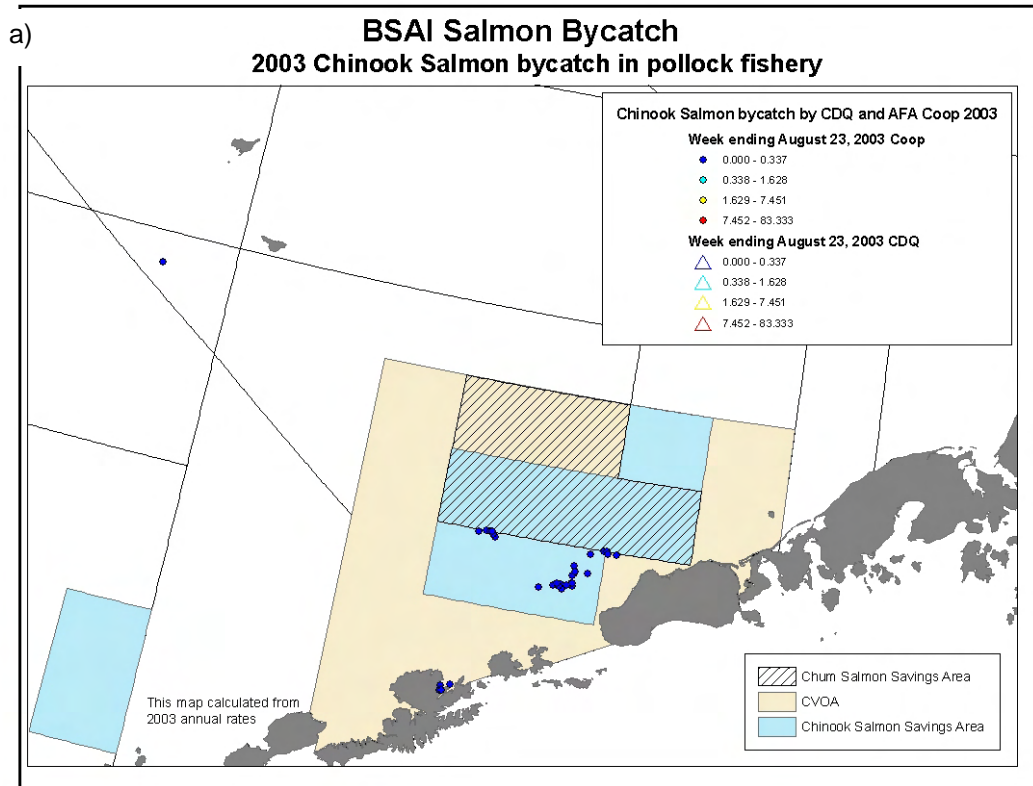 a)
BSAI Salmon Bycatch
2003 Chinook Salmon bycatch in pollock fishery
Chinook Salmon bycatch by CDQ and AFA Coop 2003
Week ending August 23, 2003 Coop
0.000 - 0.337
0.338 - 1.628
1.629 - 7.451
7.452 - 83.333
Week ending August 23, 2003 CDQ
0.000 - 0.337
0.338 - 1.628
1.629 - 7.451
7.452 - 83.333
This map calculated from
2003 annual rates
Chum Salmon Savings Area
CVOA
Chinook Salmon Savings Area